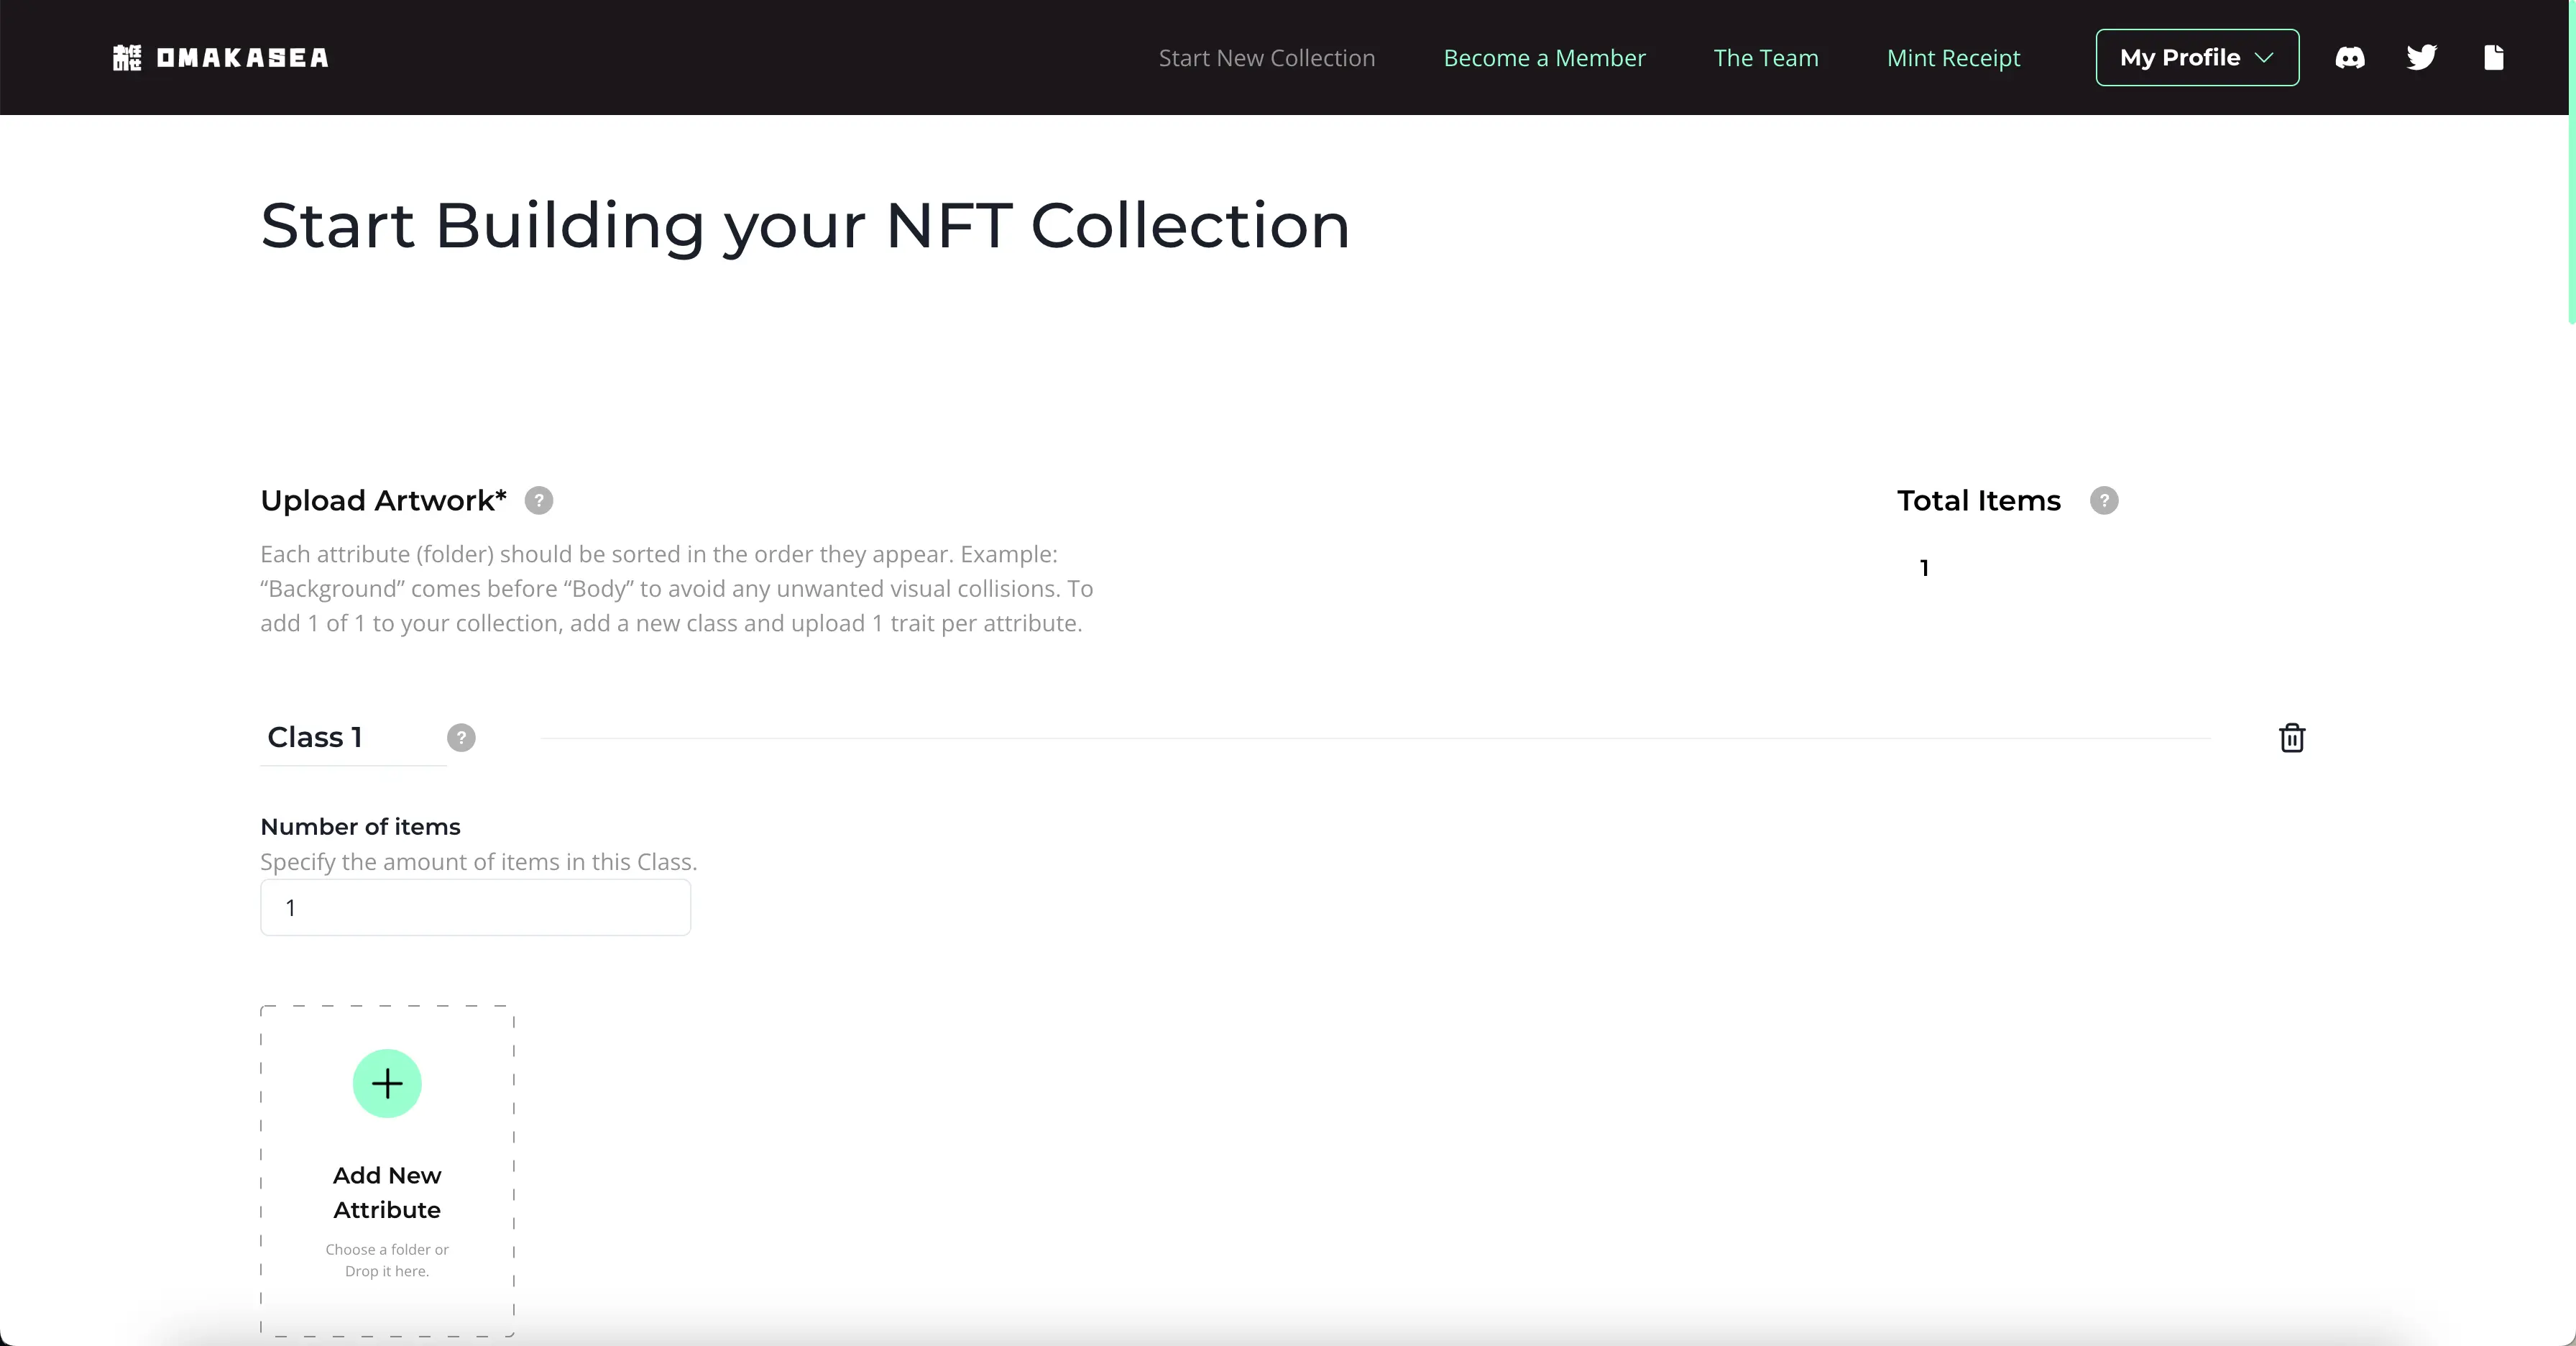 OMAKASEA
Start New Collection
Become a Member
The Team
Mint Receipt
My Profile
Start Building your NFT Collection
Upload Artwork* ?
Total Items ?
Each attribute (folder) should be sorted in the order they appear. Example:
“Background” comes before “Body” to avoid any unwanted visual collisions. To
add 1 of 1 to your collection, add a new class and upload 1 trait per attribute.
1
Class 1 ?
Number of items
Specify the amount of items in this Class.
1
Add New
Attribute
Choose a folder or
Drop it here.